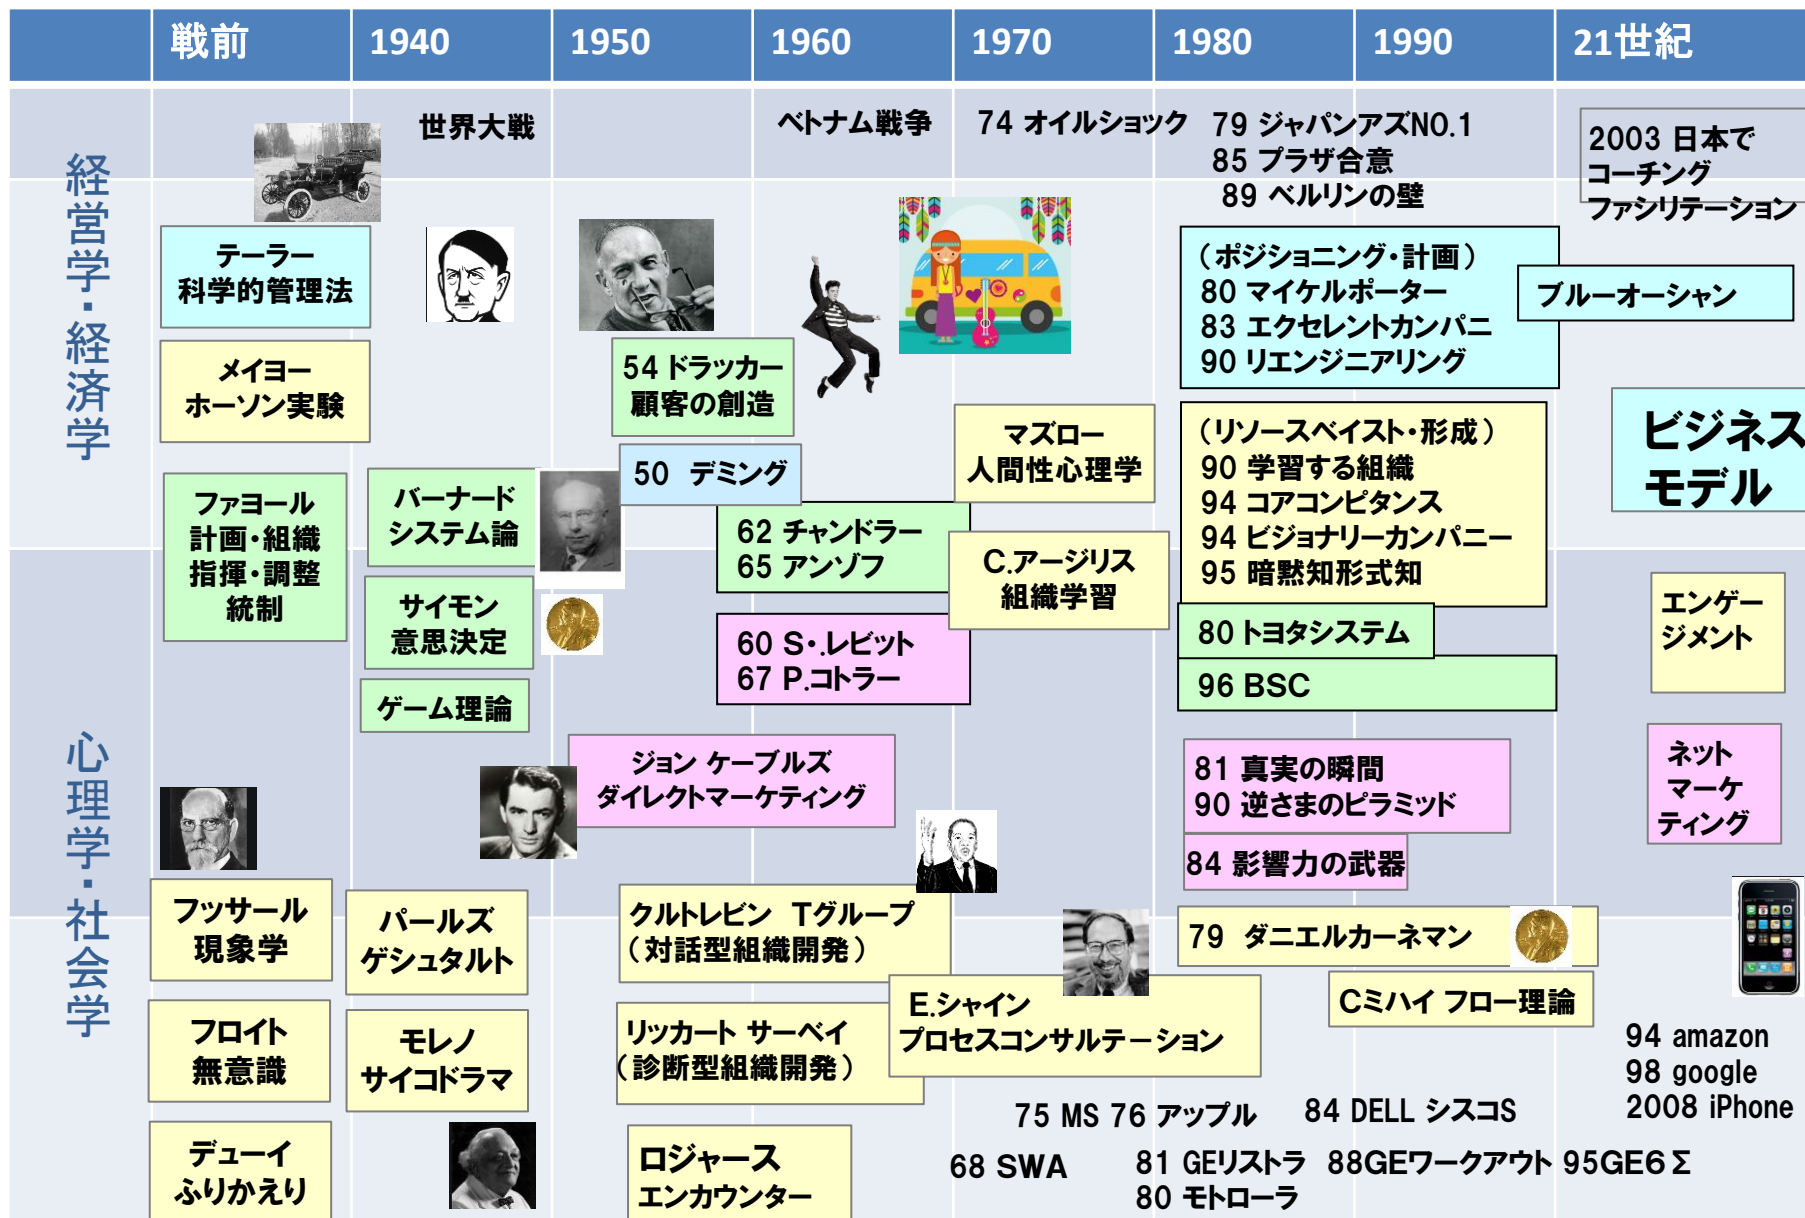 戦前
1940
1950
1960
1970
1980
1990
21世紀
経営学・経済学
世界大戦
ベトナム戦争
74 オイルショック
79 ジャパンアズNO.1
85 プラザ合意
89 ベルリンの壁
2003 日本で
コーチング
ファシリテーション
テーラー
科学的管理法
メイヨー
ホーソン実験
ファヨール
計画・組織
指揮・調整
統制
バーナード
システム論
サイモン
意思決定
ゲーム理論
54 ドラッカー
顧客の創造
50 デミング
62 チャンドラー
65 アンゾフ
60 S・.レビット
67 P.コトラー
マズロー
人間性心理学
C.アージリス
組織学習
(ポジショニング・計画)
80 マイケルポーター
83 エクセレントカンパニ
90 リエンジニアリング
ブルーオーシャン
(リソースベイスト・形成)
90 学習する組織
94 コアコンピタンス
94 ビジョナリーカンパニー
95 暗黙知形式知
80 トヨタシステム
96 BSC
ビジネス
モデル
エンゲー
ジメント
心理学・社会学
ジョン ケーブルズ
ダイレクトマーケティング
81 真実の瞬間
90 逆さまのピラミッド
84 影響力の武器
ネット
マーケ
ティング
フッサール
現象学
フロイト
無意識
デューイ
ふりかえり
パールズ
ゲシュタルト
モレノ
サイコドラマ
クルトレビン Tグループ
(対話型組織開発)
リッカート サーベイ
(診断型組織開発)
ロジャース
エンカウンター
E.シャイン
プロセスコンサルテーション
79 ダニエルカーネマン
Cミハイ フロー理論
94 amazon
98 google
2008 iPhone
75 MS 76 アップル
84 DELL シスコS
68 SWA
81 GEリストラ
80 モトローラ
88GEワークアウト
95GE6Σ